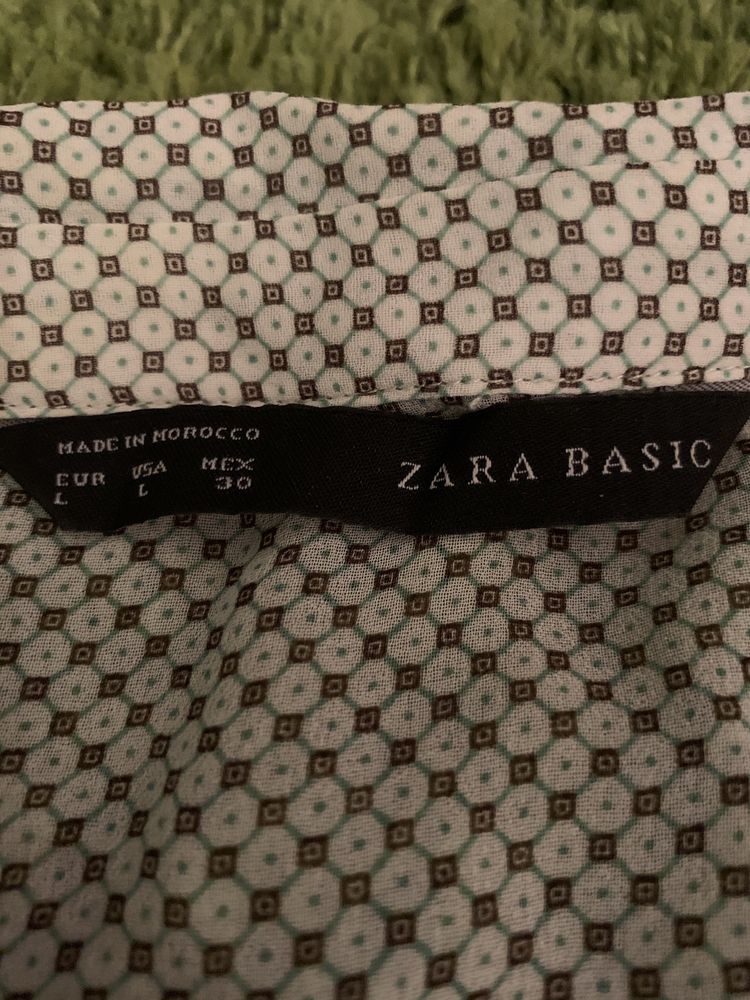 MADE IN MOROCCO
EUR USA MEX
L L 30
ZARA BASIC